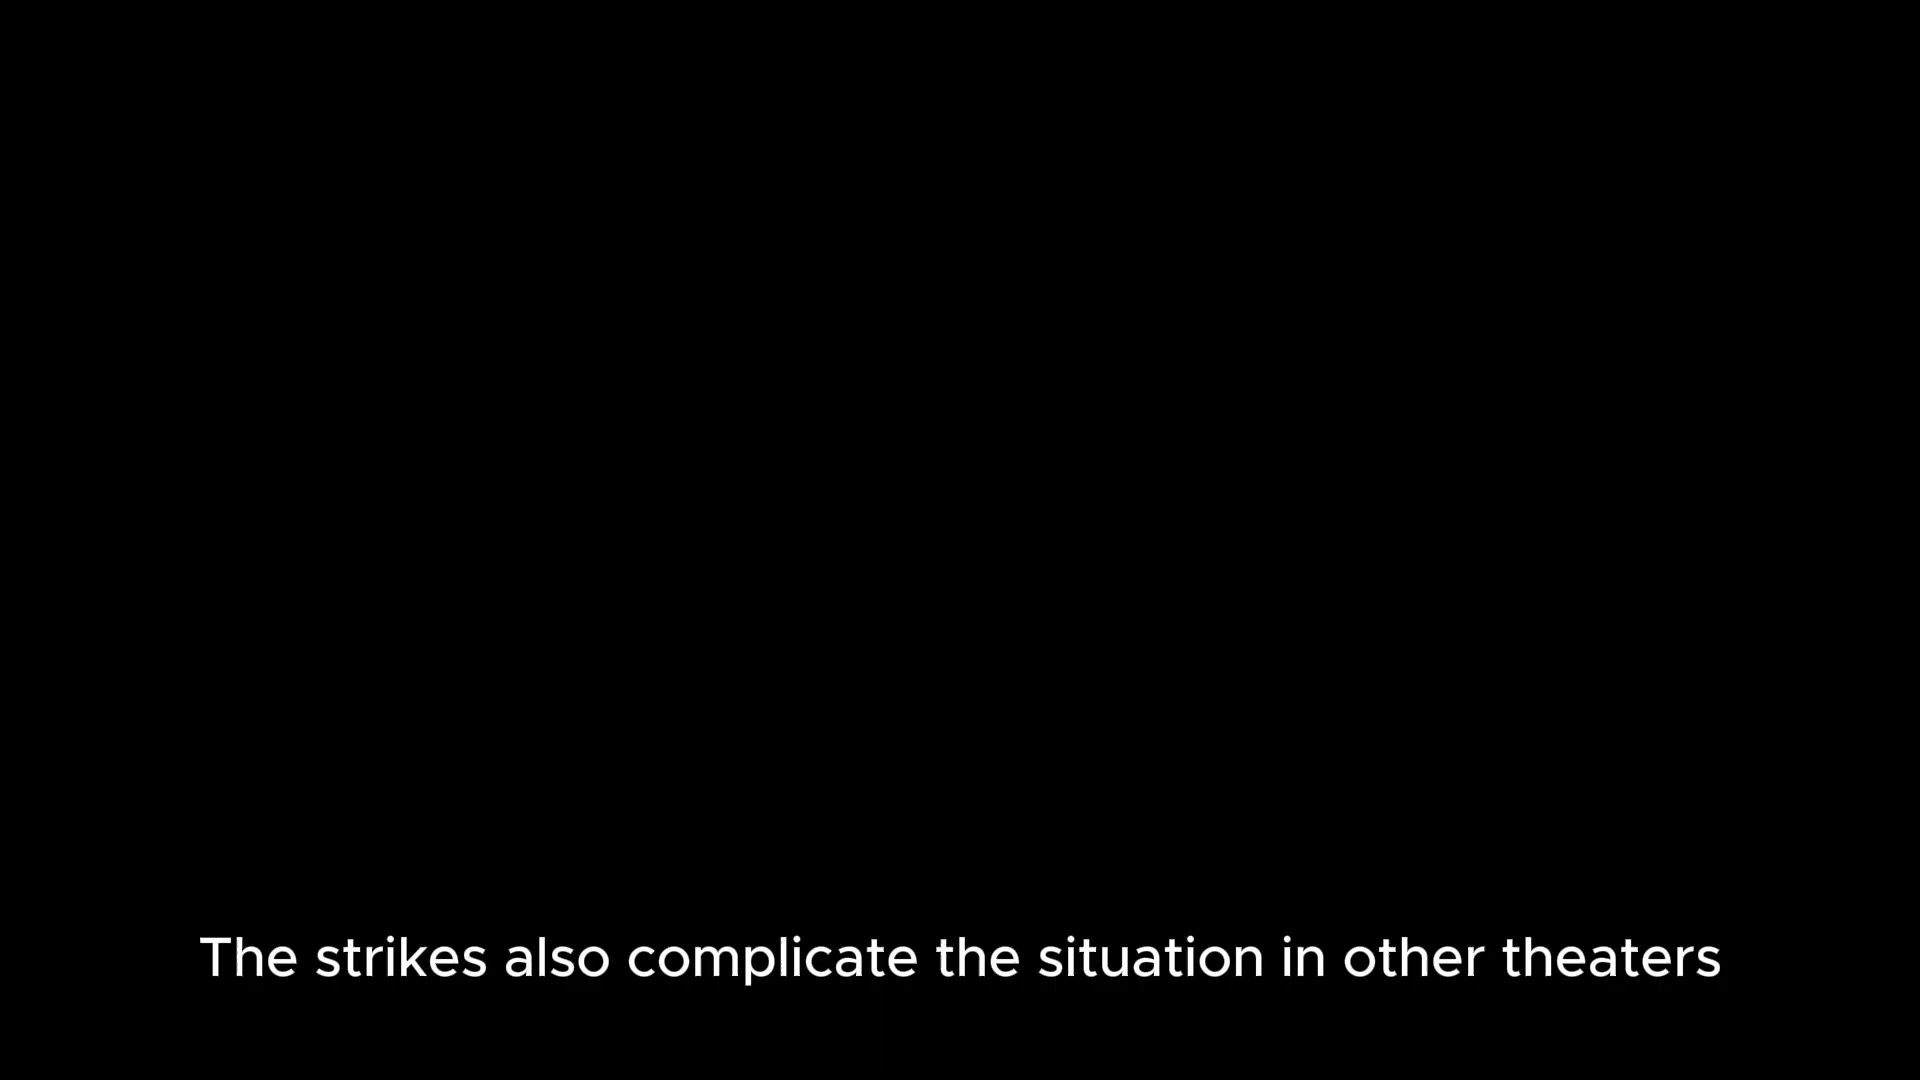 The strikes also complicate the situation in other theaters